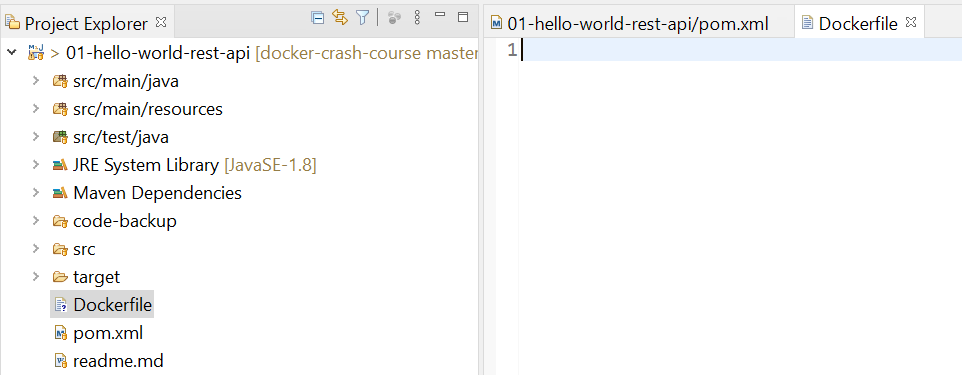 Project Explorer
> 01-hello-world-rest-api [docker-crash-course master
src/main/java
src/main/resources
src/test/java
JRE System Library [JavaSE-1.8]
Maven Dependencies
code-backup
src
target
Dockerfile
pom.xml
readme.md
01-hello-world-rest-api/pom.xml
Dockerfile
1